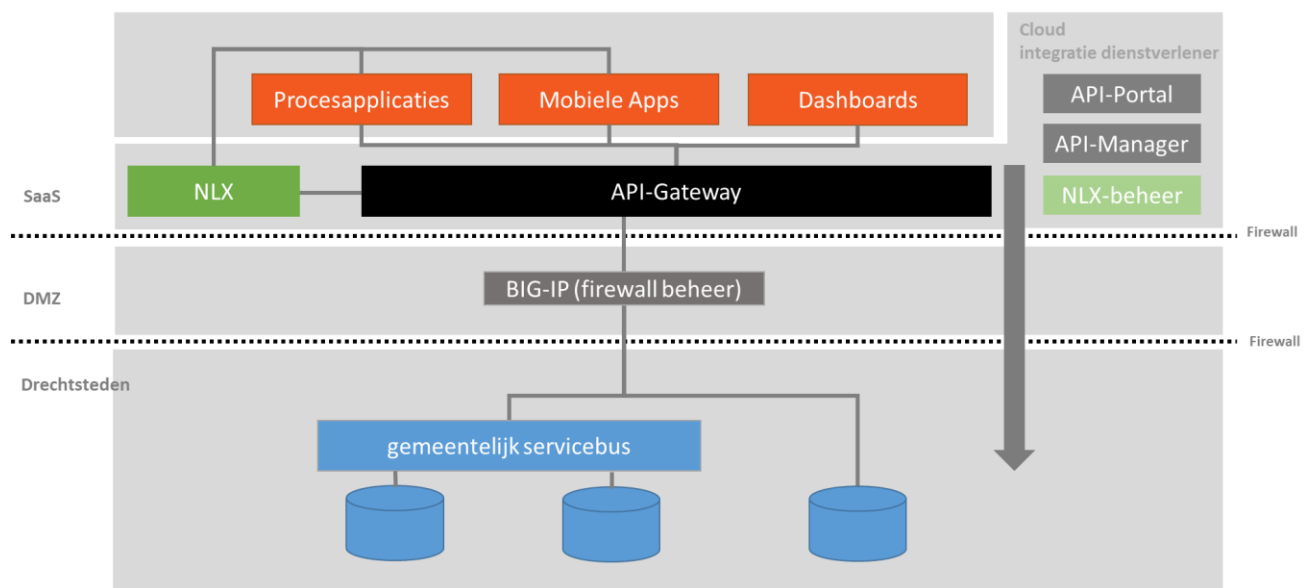 Cloud
integratie dienstverlener
Procesapplicaties
Mobiele Apps
Dashboards
API-Portal
API-Manager
NLX
API-Gateway
NLX-beheer
SaaS
Firewall
BIG-IP (firewall beheer)
DMZ
Firewall
Drechtsteden
gemeentelijk servicebus